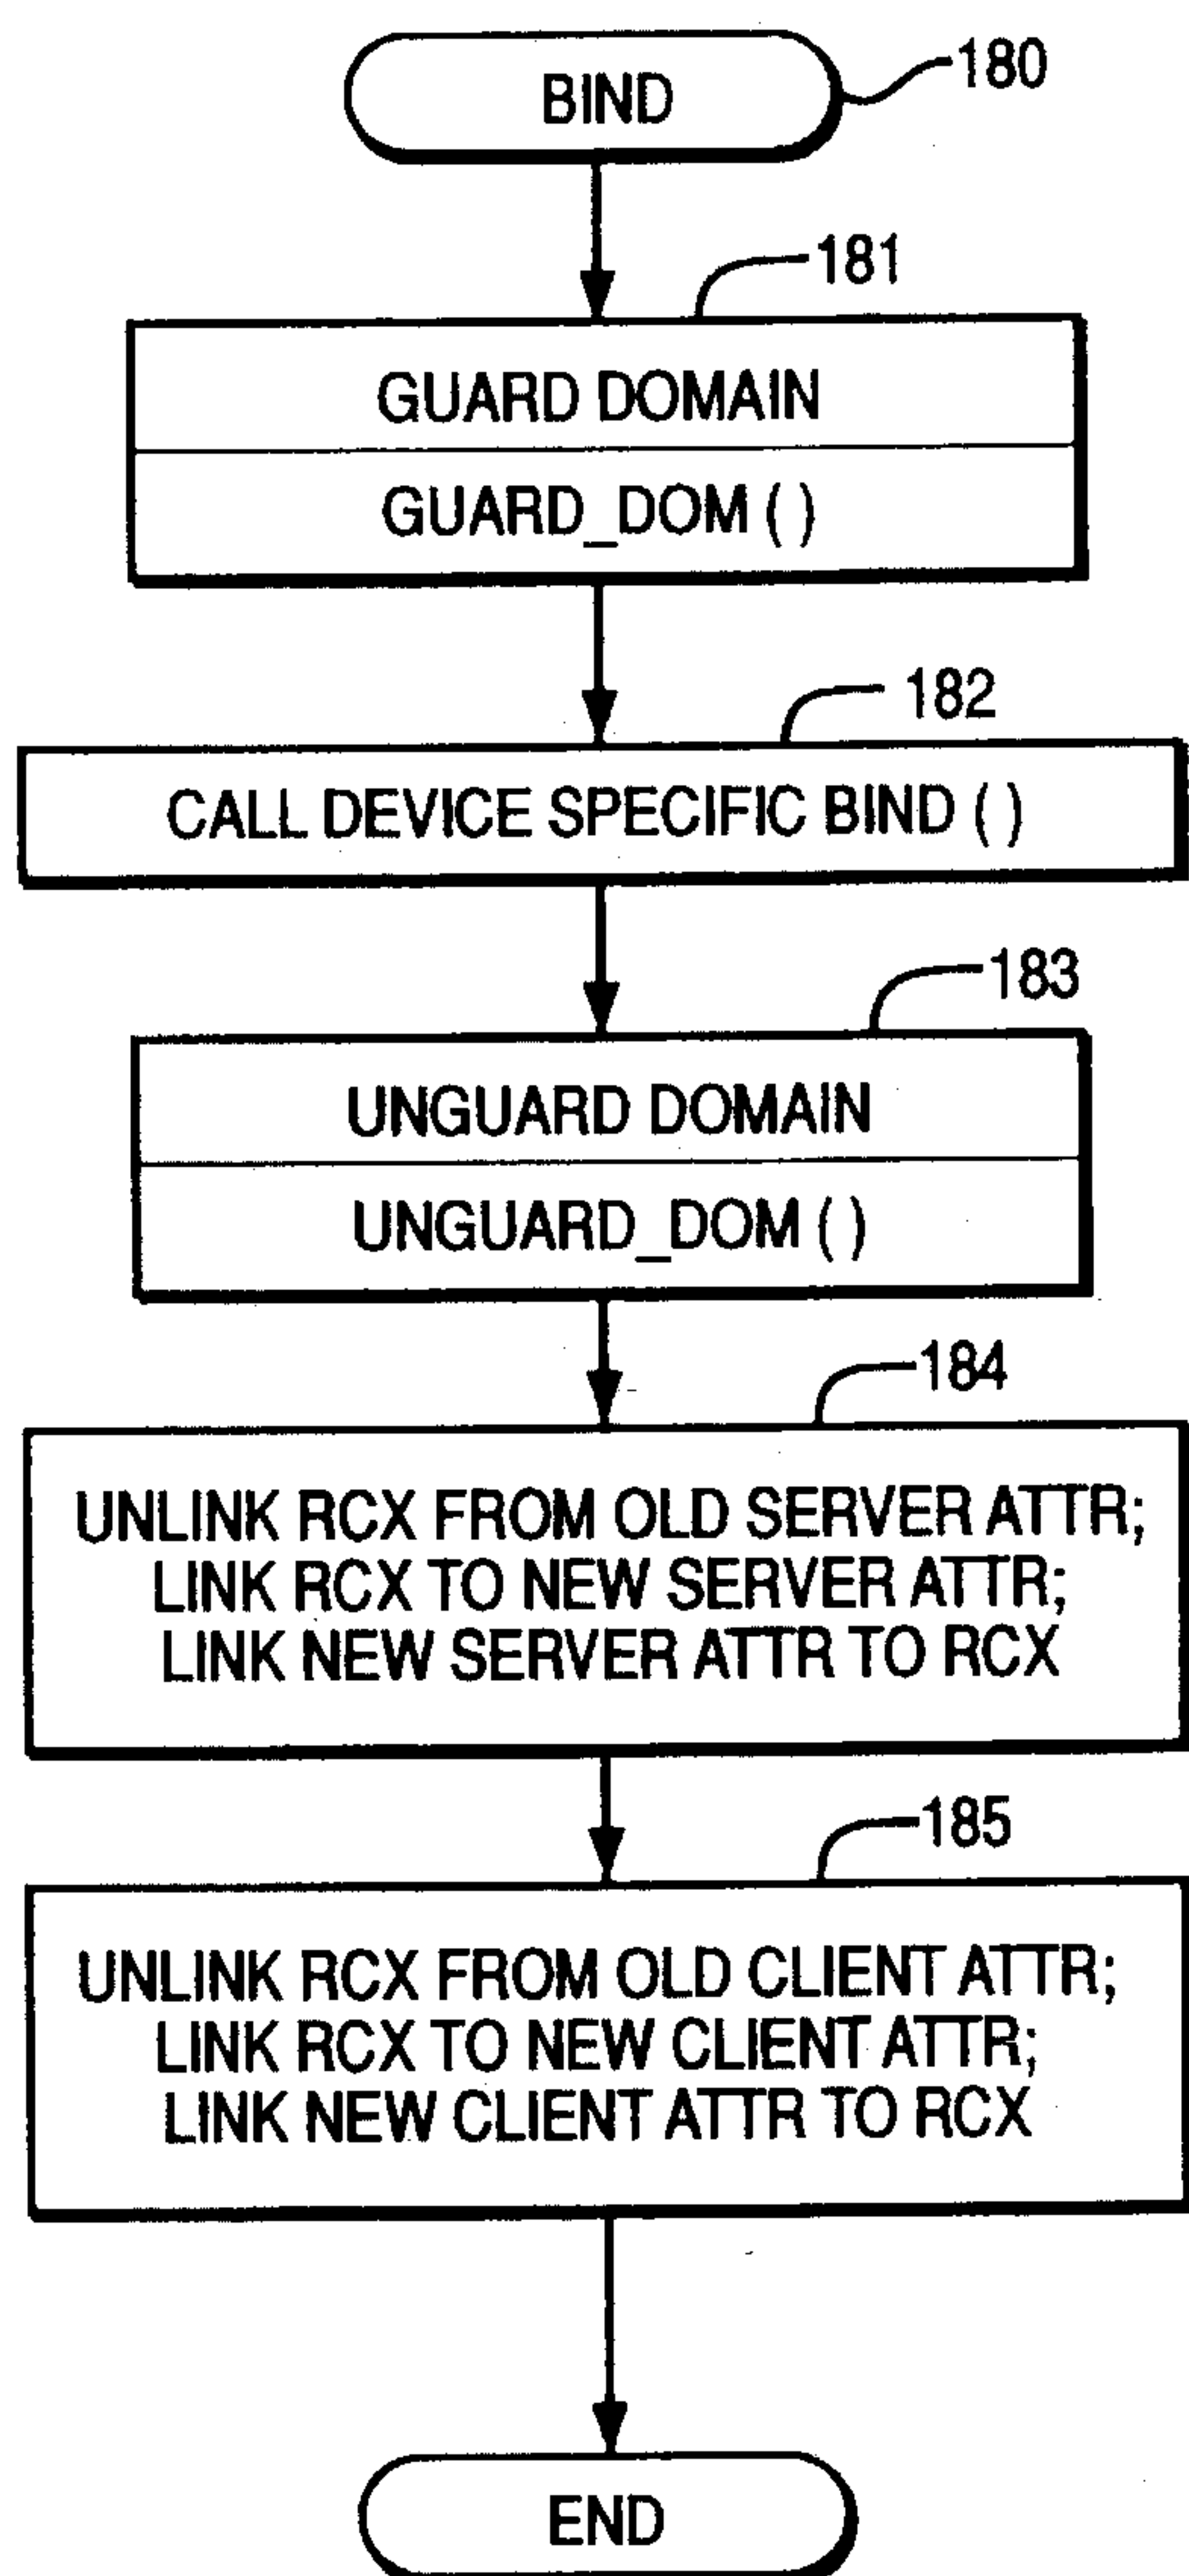 BIND
180
181
GUARD DOMAIN
GUARD_DOM ( )
182
CALL DEVICE SPECIFIC BIND ( )
183
UNGUARD DOMAIN
UNGUARD_DOM ( )
184
UNLINK RCX FROM OLD SERVER ATTR;
LINK RCX TO NEW SERVER ATTR;
LINK NEW SERVER ATTR TO RCX
185
UNLINK RCX FROM OLD CLIENT ATTR;
LINK RCX TO NEW CLIENT ATTR;
LINK NEW CLIENT ATTR TO RCX
END